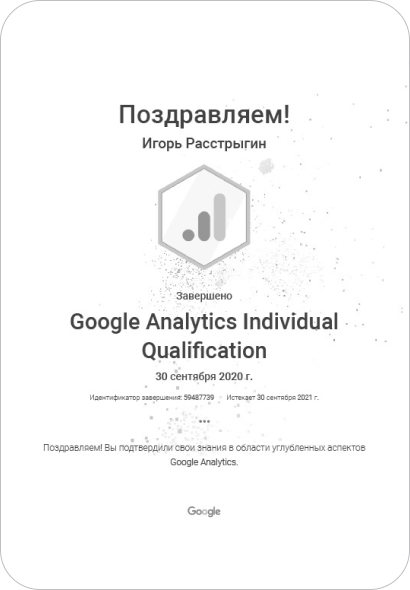 Поздравляем!
Игорь Расстрыгин
Завершено
Google Analytics Individual
Qualification
30 сентября 2020 г.
Идентификатор завершения: 59487739 · Истекает 30 сентября 2021 г.
Поздравляем! Вы подтвердили свои знания в области углубленных аспектов
Google Analytics.
Google